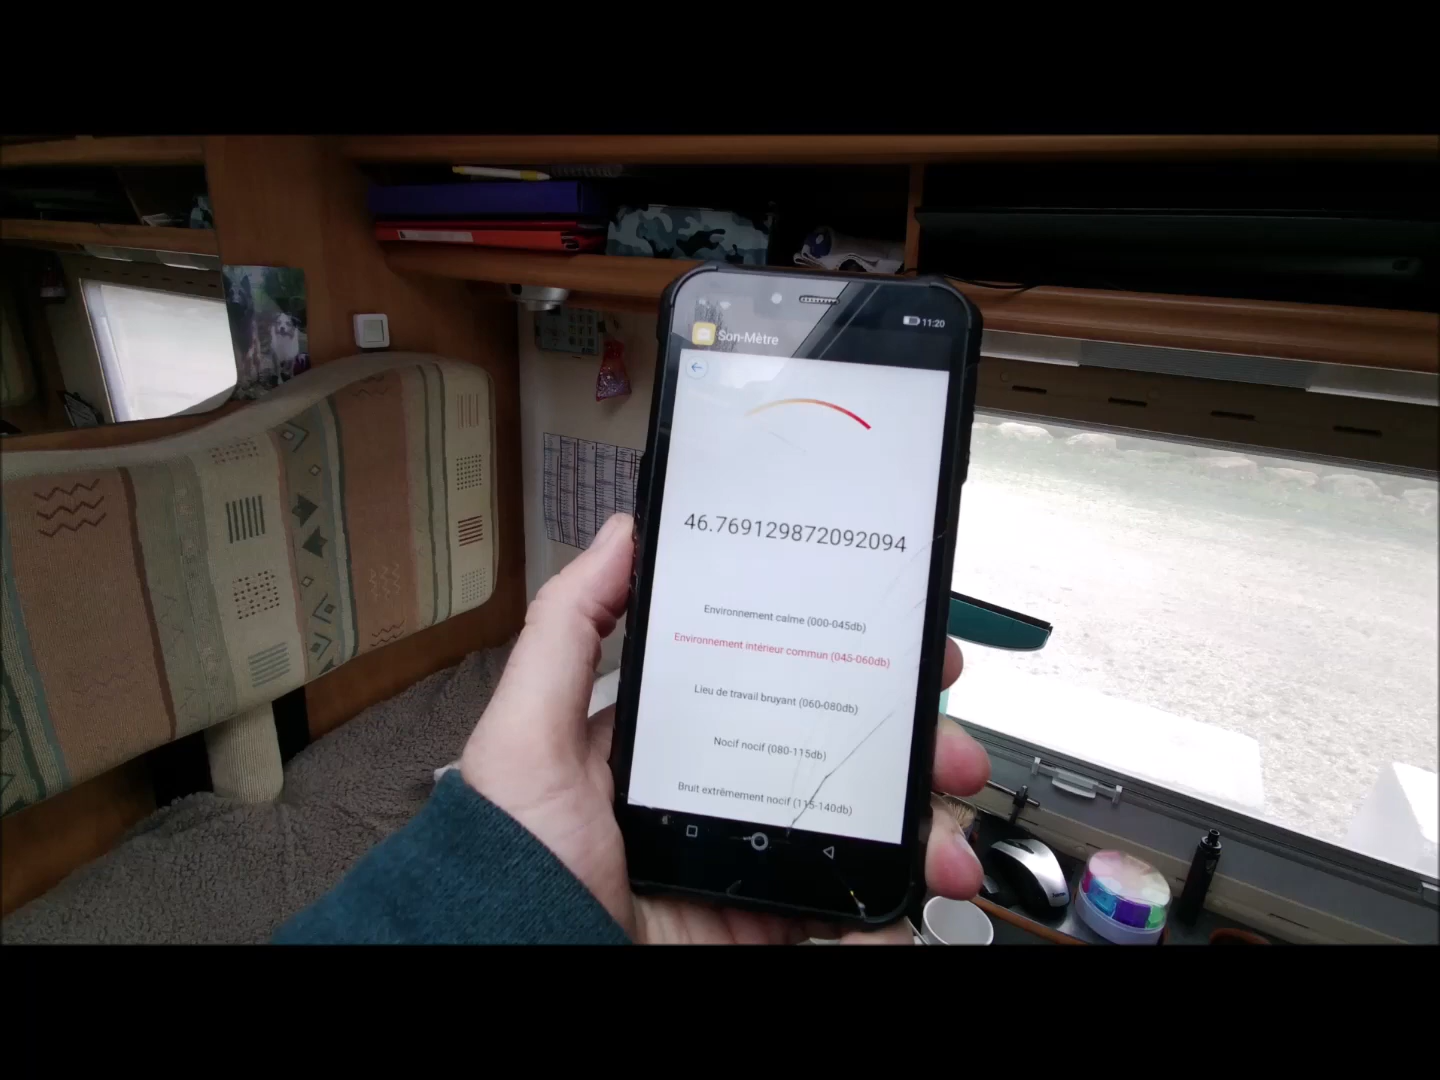 11:20
Son-Mètre
46.769129872092094
Environnement calme (000-045db)
Environnement intérieur commun (045-060db)
Lieu de travail bruyant (060-080db)
Nocif nocif (080-115db)
Bruit extrêmement nocif (115-140db)